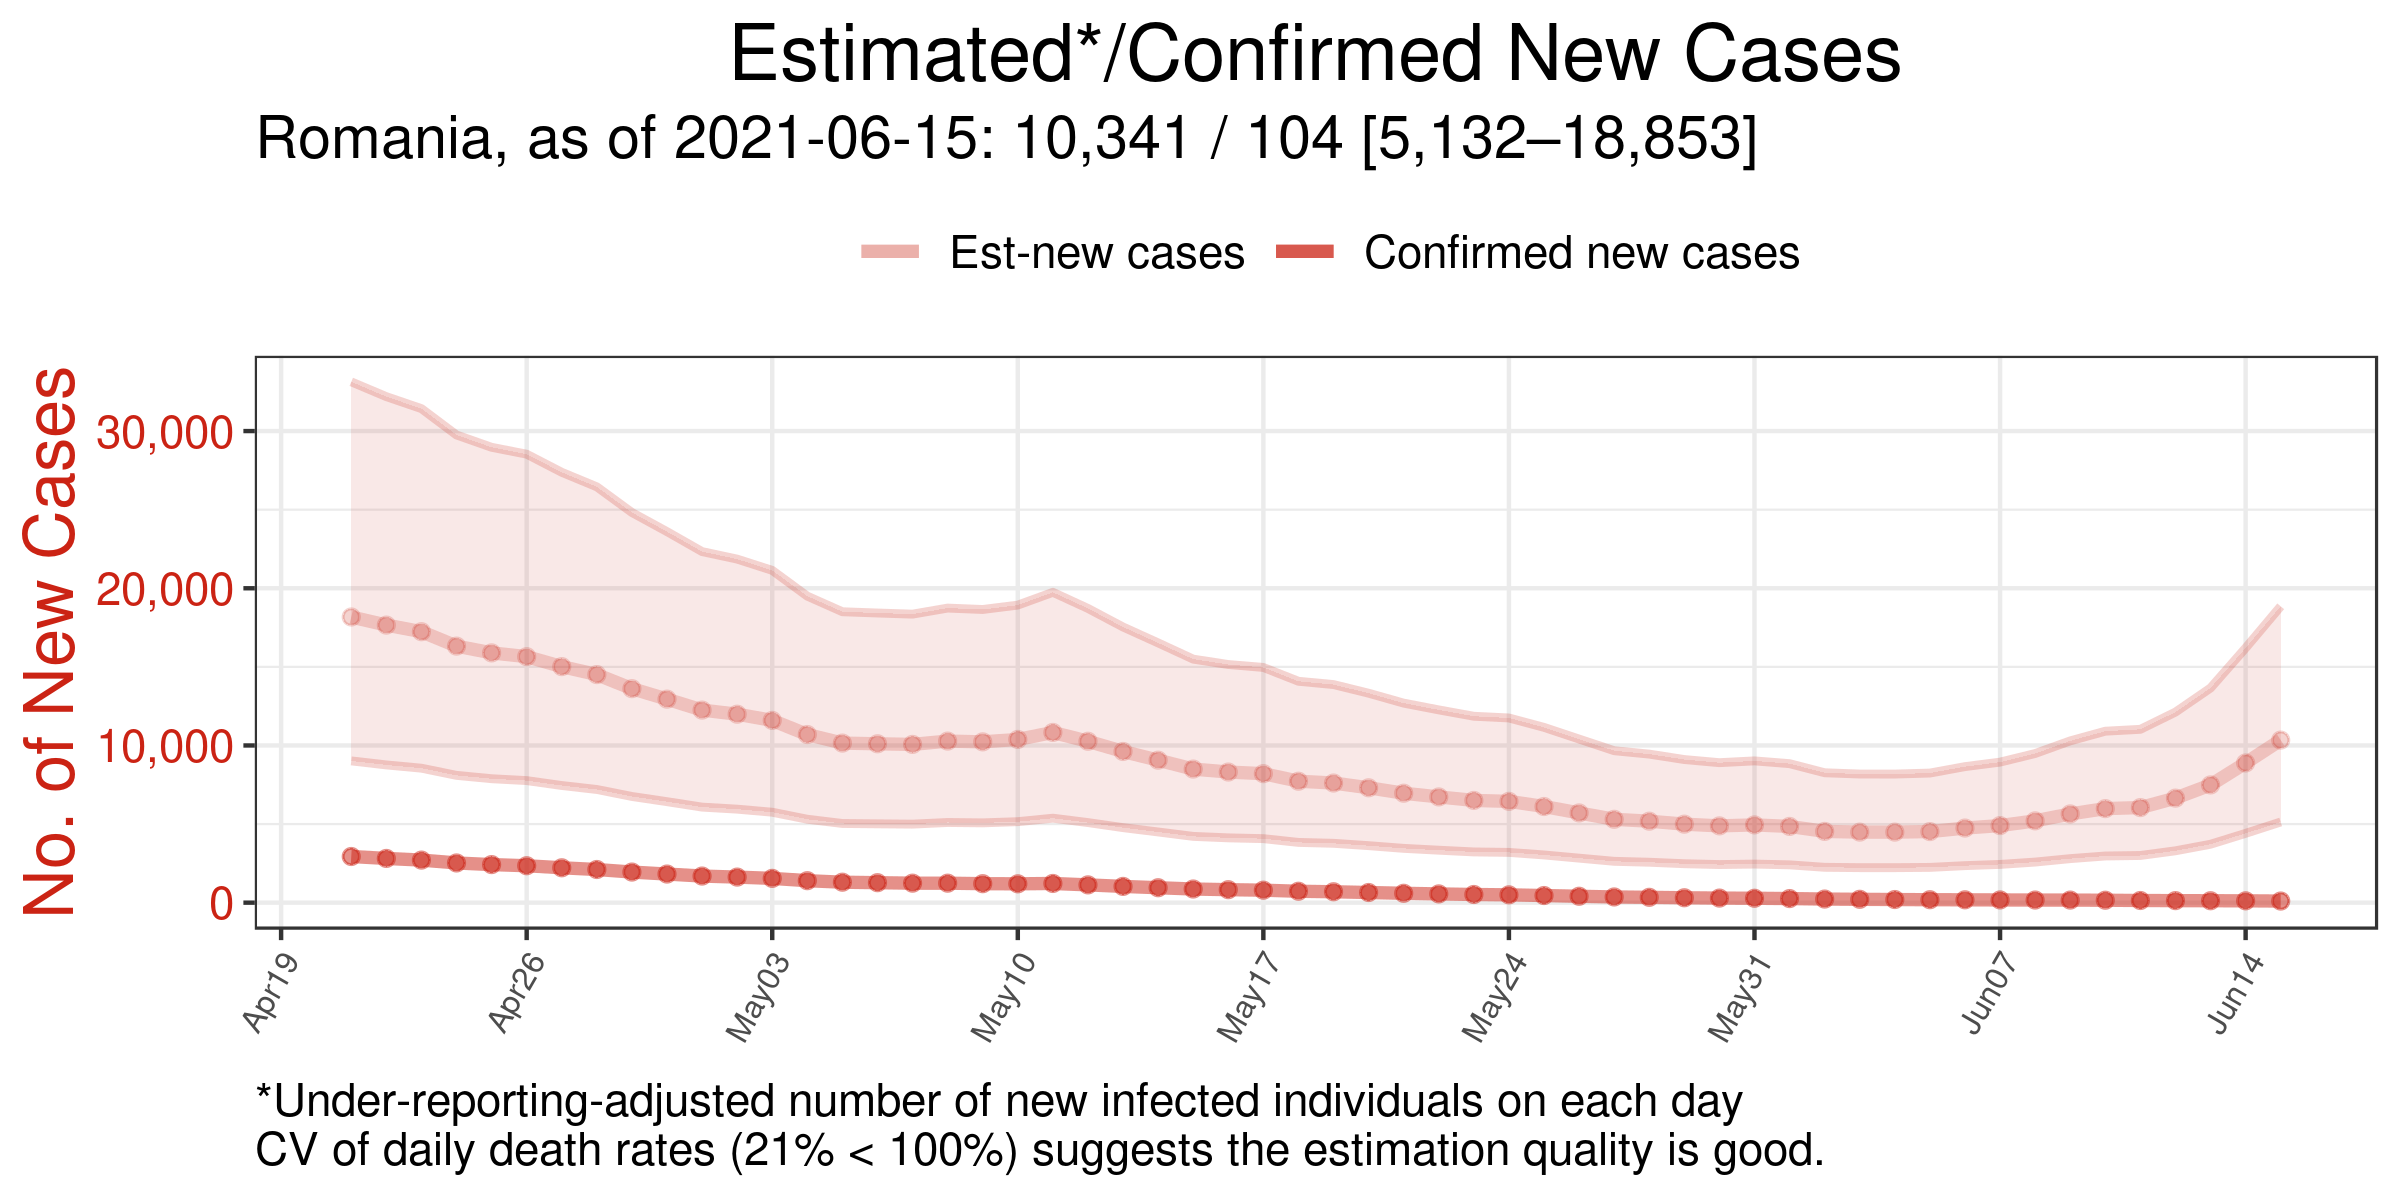 Estimated*/Confirmed New Cases
Romania, as of 2021-06-15: 10,341 / 104 [5,132–18,853]
Est-new cases
Confirmed new cases
No. of New Cases
30,000
20,000
10,000
0
Apr19
Apr26
May03
May10
May17
May24
May31
Jun07
Jun14
*Under-reporting-adjusted number of new infected individuals on each day
CV of daily death rates (21% < 100%) suggests the estimation quality is good.